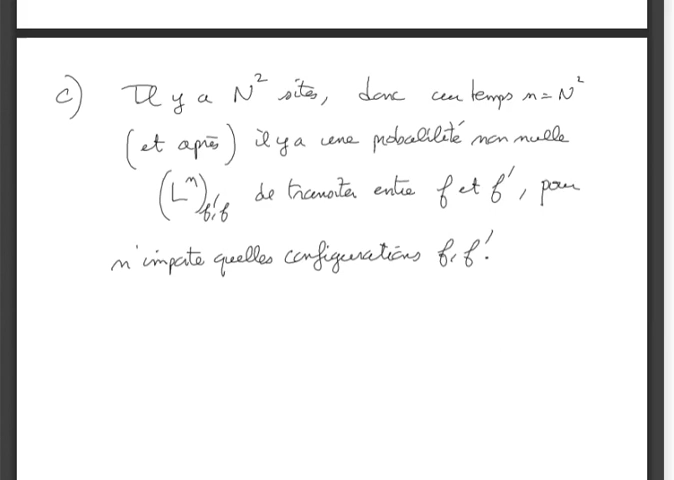 c) Il y a N² sites, donc au temps n = N²
(et après) il y a une probabilité non nulle
(Lⁿ)f'f de transiter entre f et f', pour
n'importe quelles configurations f, f'.